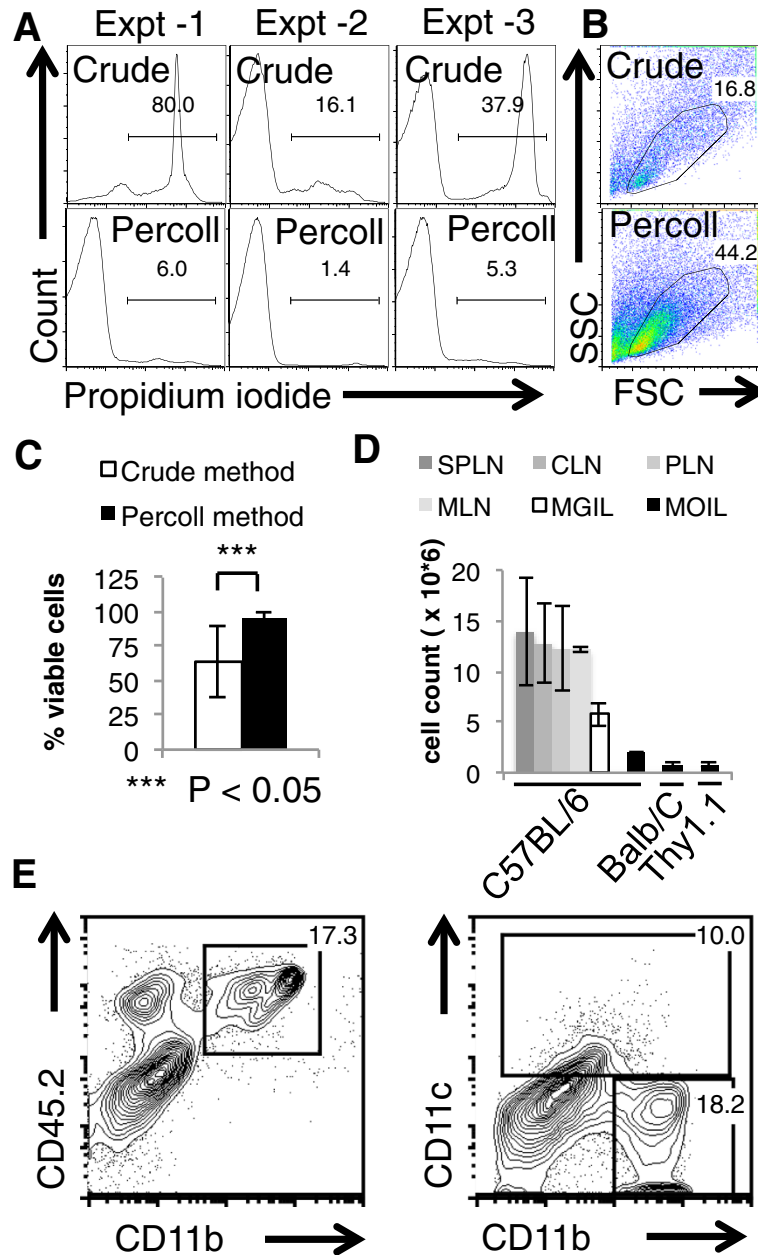 A
Expt -1
Expt -2
Expt -3
Crude
80.0
Crude
16.1
Crude
37.9
Percoll
6.0
Percoll
1.4
Percoll
5.3
Count
Propidium iodide
B
Crude
16.8
Percoll
44.2
SSC
FSC
C
Crude method
Percoll method
***
% viable cells
125
100
75
50
25
0
*** P < 0.05
D
SPLN
CLN
PLN
MLN
MGIL
MOIL
cell count ( x 10*6)
20
15
10
5
0
C57BL/6
Balb/C
Thy1.1
E
17.3
CD45.2
CD11b
10.0
18.2
CD11c
CD11b